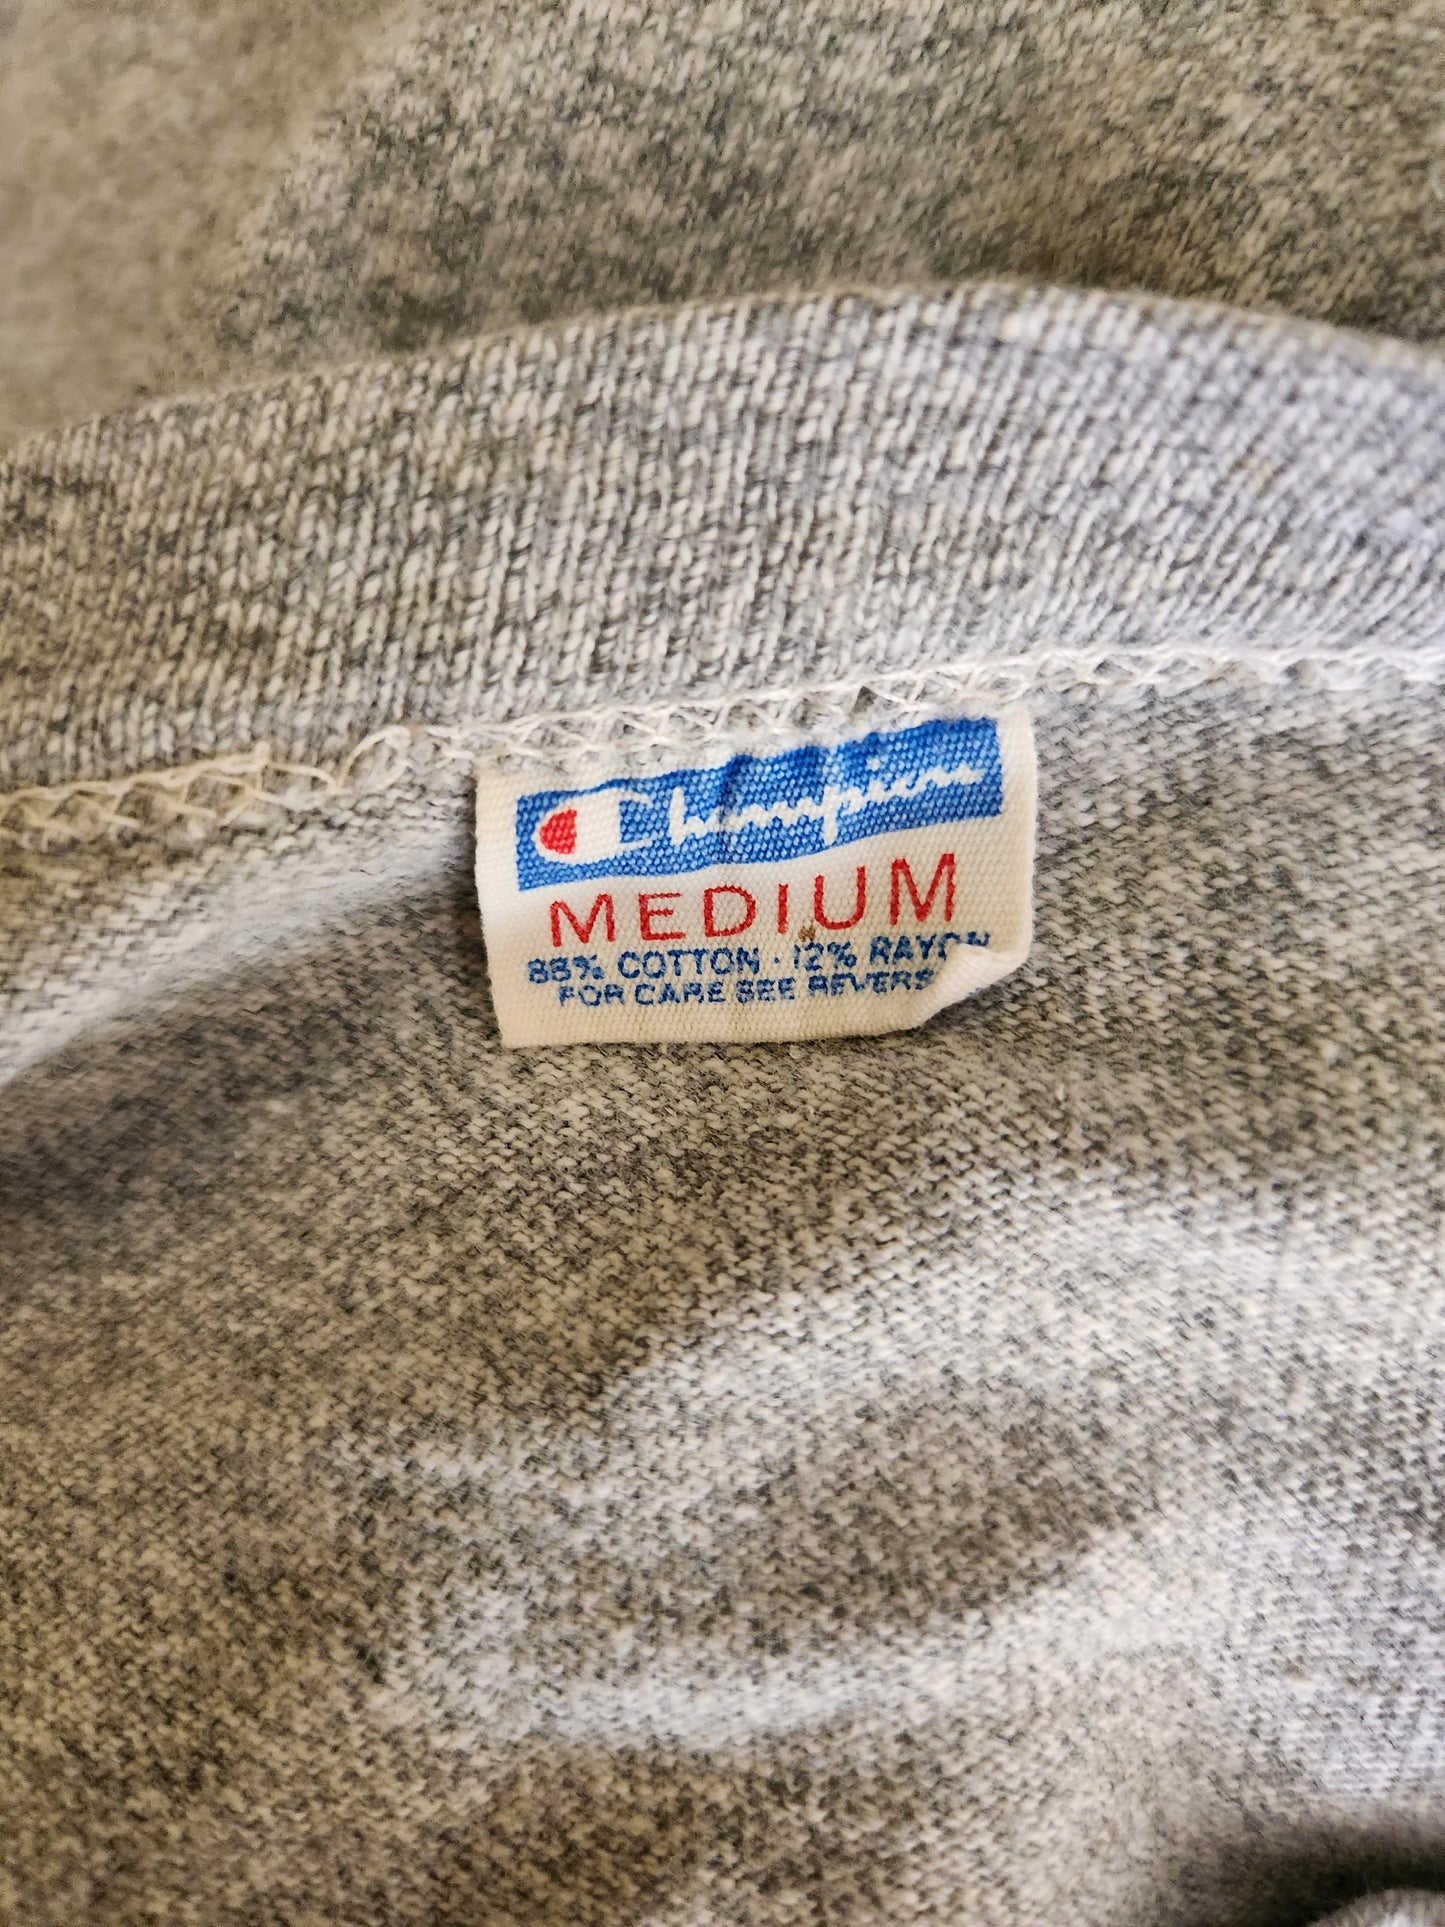 Champion
MEDIUM
88% COTTON · 12% RAYON
FOR CARE SEE REVERSE